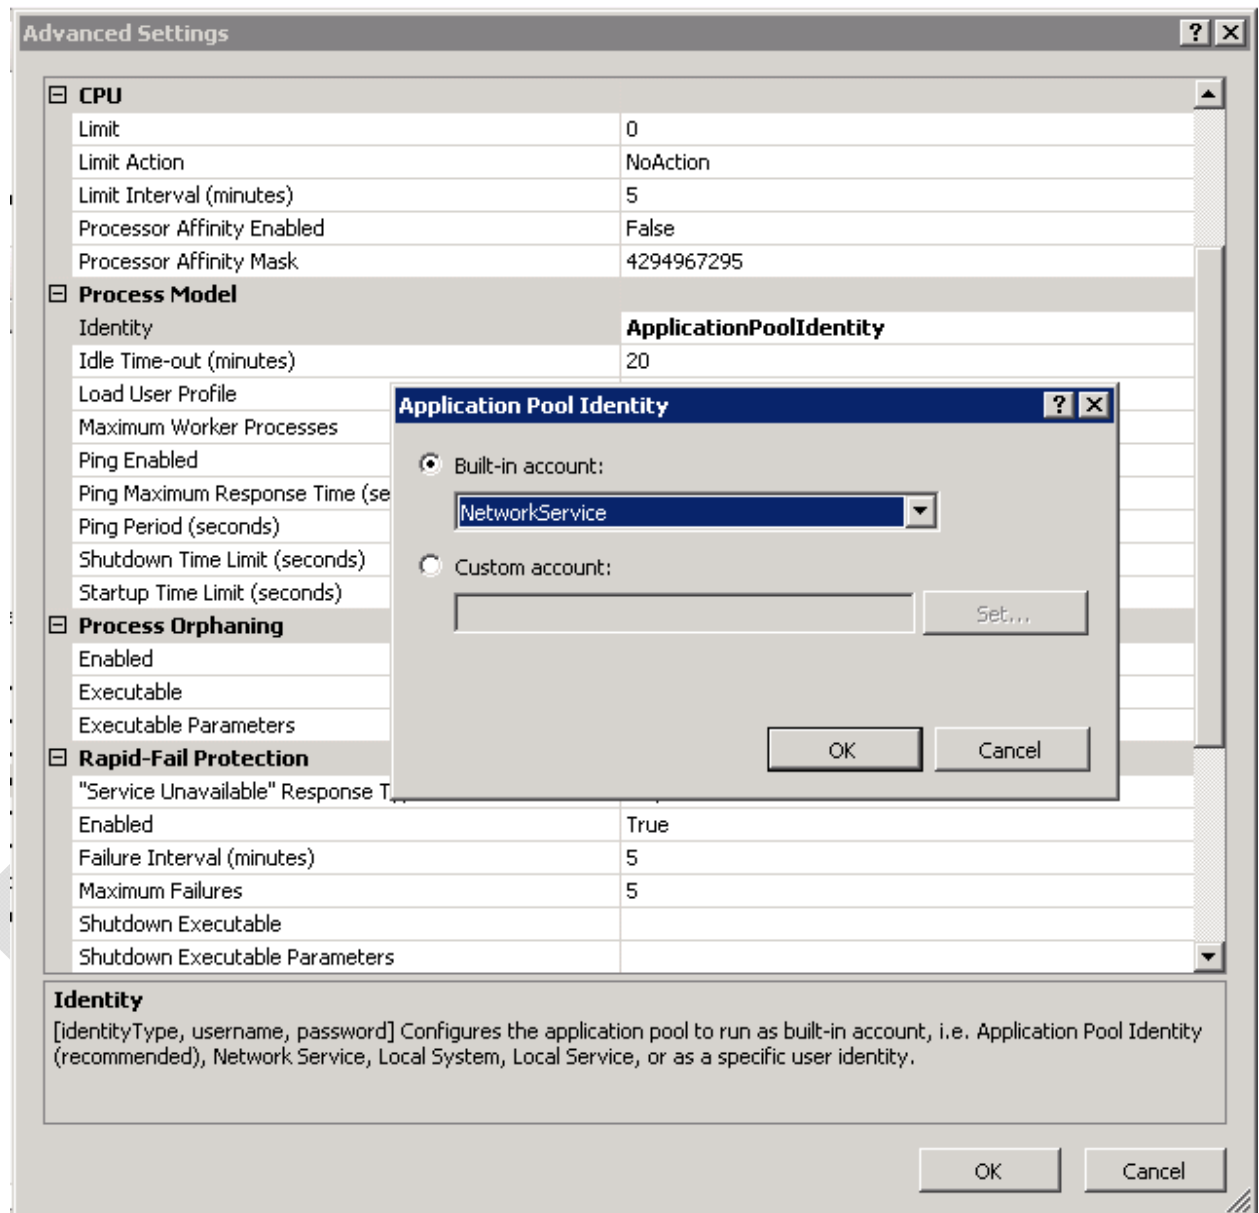 Advanced Settings
CPU
Limit 0
Limit Action NoAction
Limit Interval (minutes) 5
Processor Affinity Enabled False
Processor Affinity Mask 4294967295
Process Model
Identity ApplicationPoolIdentity
Idle Time-out (minutes) 20
Load User Profile
Maximum Worker Processes
Ping Enabled
Ping Maximum Response Time (se
Ping Period (seconds)
Shutdown Time Limit (seconds)
Startup Time Limit (seconds)
Process Orphaning
Enabled
Executable
Executable Parameters
Rapid-Fail Protection
"Service Unavailable" Response
Enabled True
Failure Interval (minutes) 5
Maximum Failures 5
Shutdown Executable
Shutdown Executable Parameters
Application Pool Identity
Built-in account:
NetworkService
Custom account:
Set...
OK Cancel
Identity
[identityType, username, password] Configures the application pool to run as built-in account, i.e. Application Pool Identity
(recommended), Network Service, Local System, Local Service, or as a specific user identity.
OK Cancel